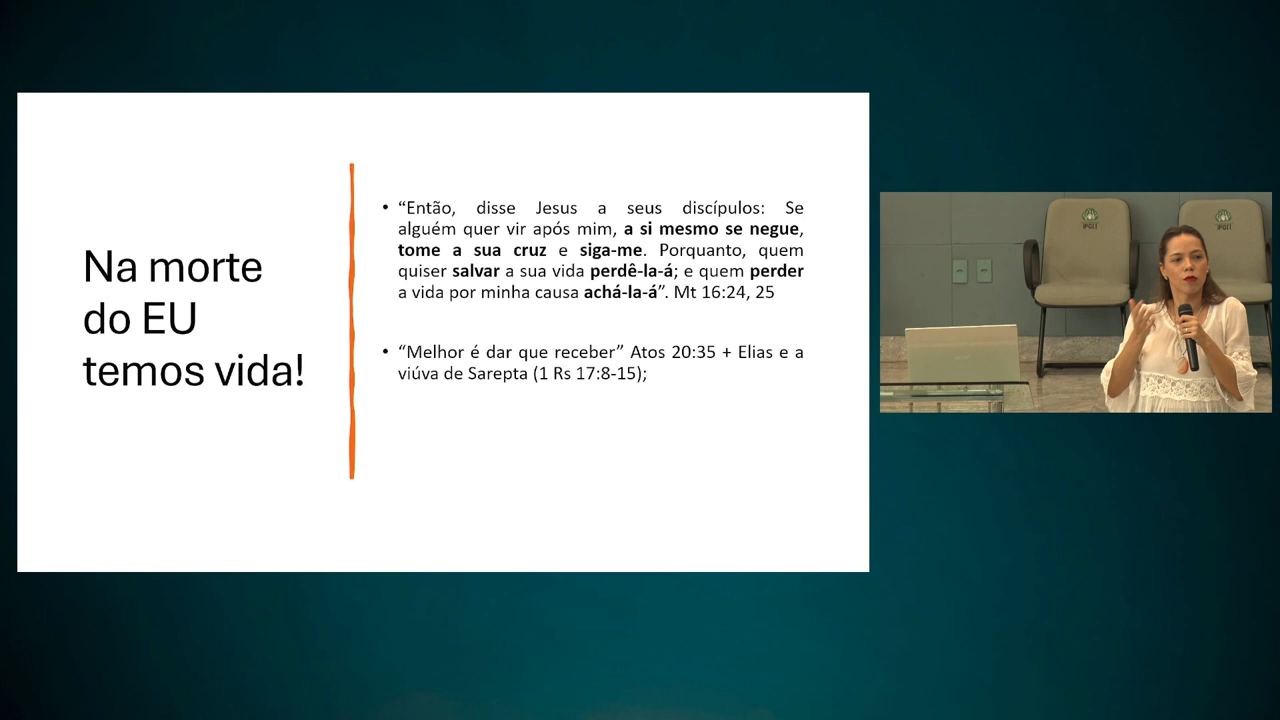 Na morte
do EU
temos vida!
• “Então, disse Jesus a seus discípulos: Se
alguém quer vir após mim, a si mesmo se negue,
tome a sua cruz e siga-me. Porquanto, quem
quiser salvar a sua vida perdê-la-á; e quem perder
a vida por minha causa achá-la-á”. Mt 16:24, 25
• “Melhor é dar que receber” Atos 20:35 + Elias e a
viúva de Sarepta (1 Rs 17:8-15);